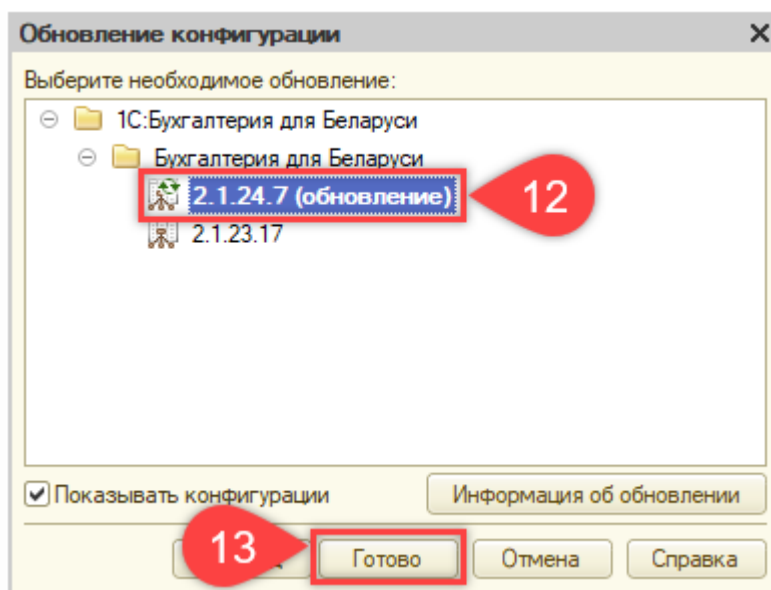 Обновление конфигурации
Выберите необходимое обновление:
1С:Бухгалтерия для Беларуси
Бухгалтерия для Беларуси
2.1.24.7 (обновление)
12
2.1.23.17
Показывать конфигурации
Информация об обновлении
13
Готово
Отмена
Справка